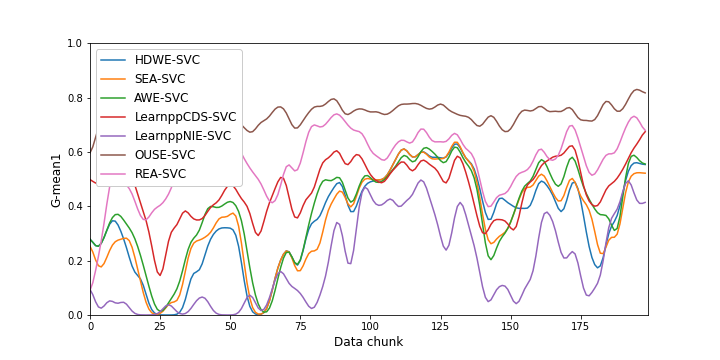 1.0
0.8
0.6
0.4
0.2
0.0
G-mean1
HDWE-SVC
SEA-SVC
AWE-SVC
LearnppCDS-SVC
LearnppNIE-SVC
OUSE-SVC
REA-SVC
0 25 50 75 100 125 150 175
Data chunk